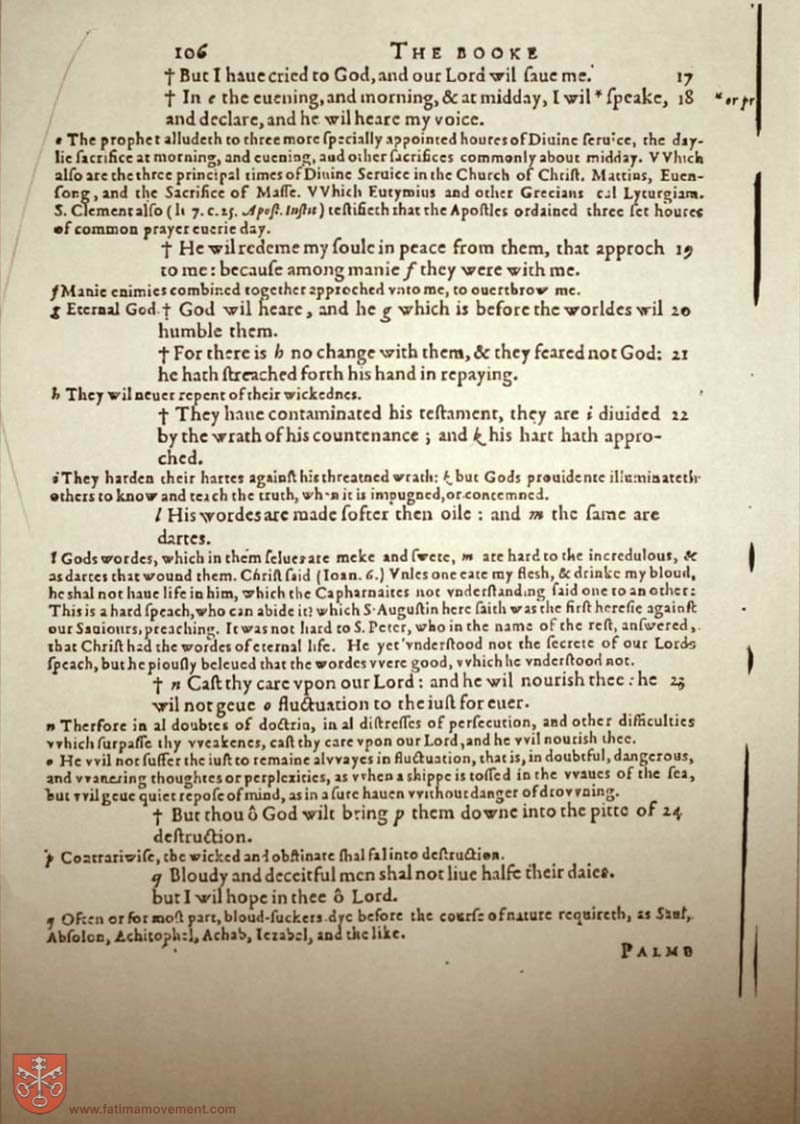 106 THE BOOKE
† But I haue cried to God, and our Lord wil ſaue me. 17
† In e the euening, and morning, & at midday, I wil * ſpeake, 18 * or pr
and declare, and he wil heare my voice.
e The prophet alludeth to three more ſpecially appointed houres of Diuine ſeruice, the day-
lie ſacrifice at morning, and euening, and other ſacrifices commonly about midday. VVhich
alſo are the three principal times of Diuine Seruice in the Church of Chriſt. Mattins, Euen-
ſong, and the Sacrifice of Maſſe. VVhich Eutymius and other Grecians cal Lyturgiam.
S. Clement alſo (li 7. c. 25. Apoſt. Inſtit) teſtifieth that the Apoſtles ordained three ſet houres
of common prayer euerie day.
† He wil redeme my ſoule in peace from them, that approch 19
to me: becauſe among manie f they were with me.
f Manie enimies combined together approched vnto me, to ouerthrow me.
g Eternal God. † God wil heare, and he g which is before the worldes wil 20
humble them.
† For there is h no change with them, & they feared not God: 21
he hath ſtreached forth his hand in repaying.
h They wil neuer repent of their wickednes.
† They haue contaminated his teſtament, they are i diuided 22
by the wrath of his countenance; and k his hart hath appro-
ched.
i They harden their hartes againſt his threatned wrath: k but Gods prouidence illuminateth
others to know and teach the truth, when it is impugned, or contemned.
l His wordes are made ſofter then oile: and m the ſame are
dartes.
l Gods wordes, which in them ſelues are meke and ſwete, m are hard to the incredulous, &
as dartes that wound them. Chriſt ſaid (Ioan. 6.) Vnles one eate my fleſh, & drinke my bloud,
he shal not haue life in him, which the Capharnaites not vnderſtanding ſaid one to an other:
This is a hard ſpeach, who can abide it? which S. Auguſtin here ſaith was the firſt hereſie againſt
our Sauiours, preaching. It was not hard to S. Peter, who in the name of the reſt, anſwered,
that Chriſt had the wordes of eternal life. He yet vnderſtood not the ſecrete of our Lords
ſpeach, but he piouſly beleued that the wordes vvere good, vvhich he vnderſtood not.
† n Caſt thy care vpon our Lord: and he wil nourish thee: he 23
wil not geue o fluctuation to the iuſt for euer.
n Therfore in al doubtes of doctrin, in al diſtreſſes of perſecution, and other difficulties
vvhich ſurpaſſe thy vveakenes, caſt thy care vpon our Lord, and he vvil nourish thee.
o He vvil not ſuffer the iuſt to remaine alvvayes in fluctuation, that is, in doubtful, dangerous,
and vvauering thoughtes or perplexities, as vvhen a shippe is toſſed in the vvaues of the ſea,
but vvil geue quiet repoſe of mind, as in a ſure hauen vvithout danger of drovvning.
† But thou ô God wilt bring p them downe into the pitte of 24
deſtruction.
p Contrariwiſe, the wicked and obſtinate shal fal into deſtruction.
q Bloudy and deceitful men shal not liue halfe their daies.
but I wil hope in thee ô Lord.
q Often or for moſt part, bloud-ſuckers dye before the courſe of nature requireth, as Saul,
Abſolon, Achitophel, Achab, Iezabel, and the like.
PALME
www.fatimamovement.com